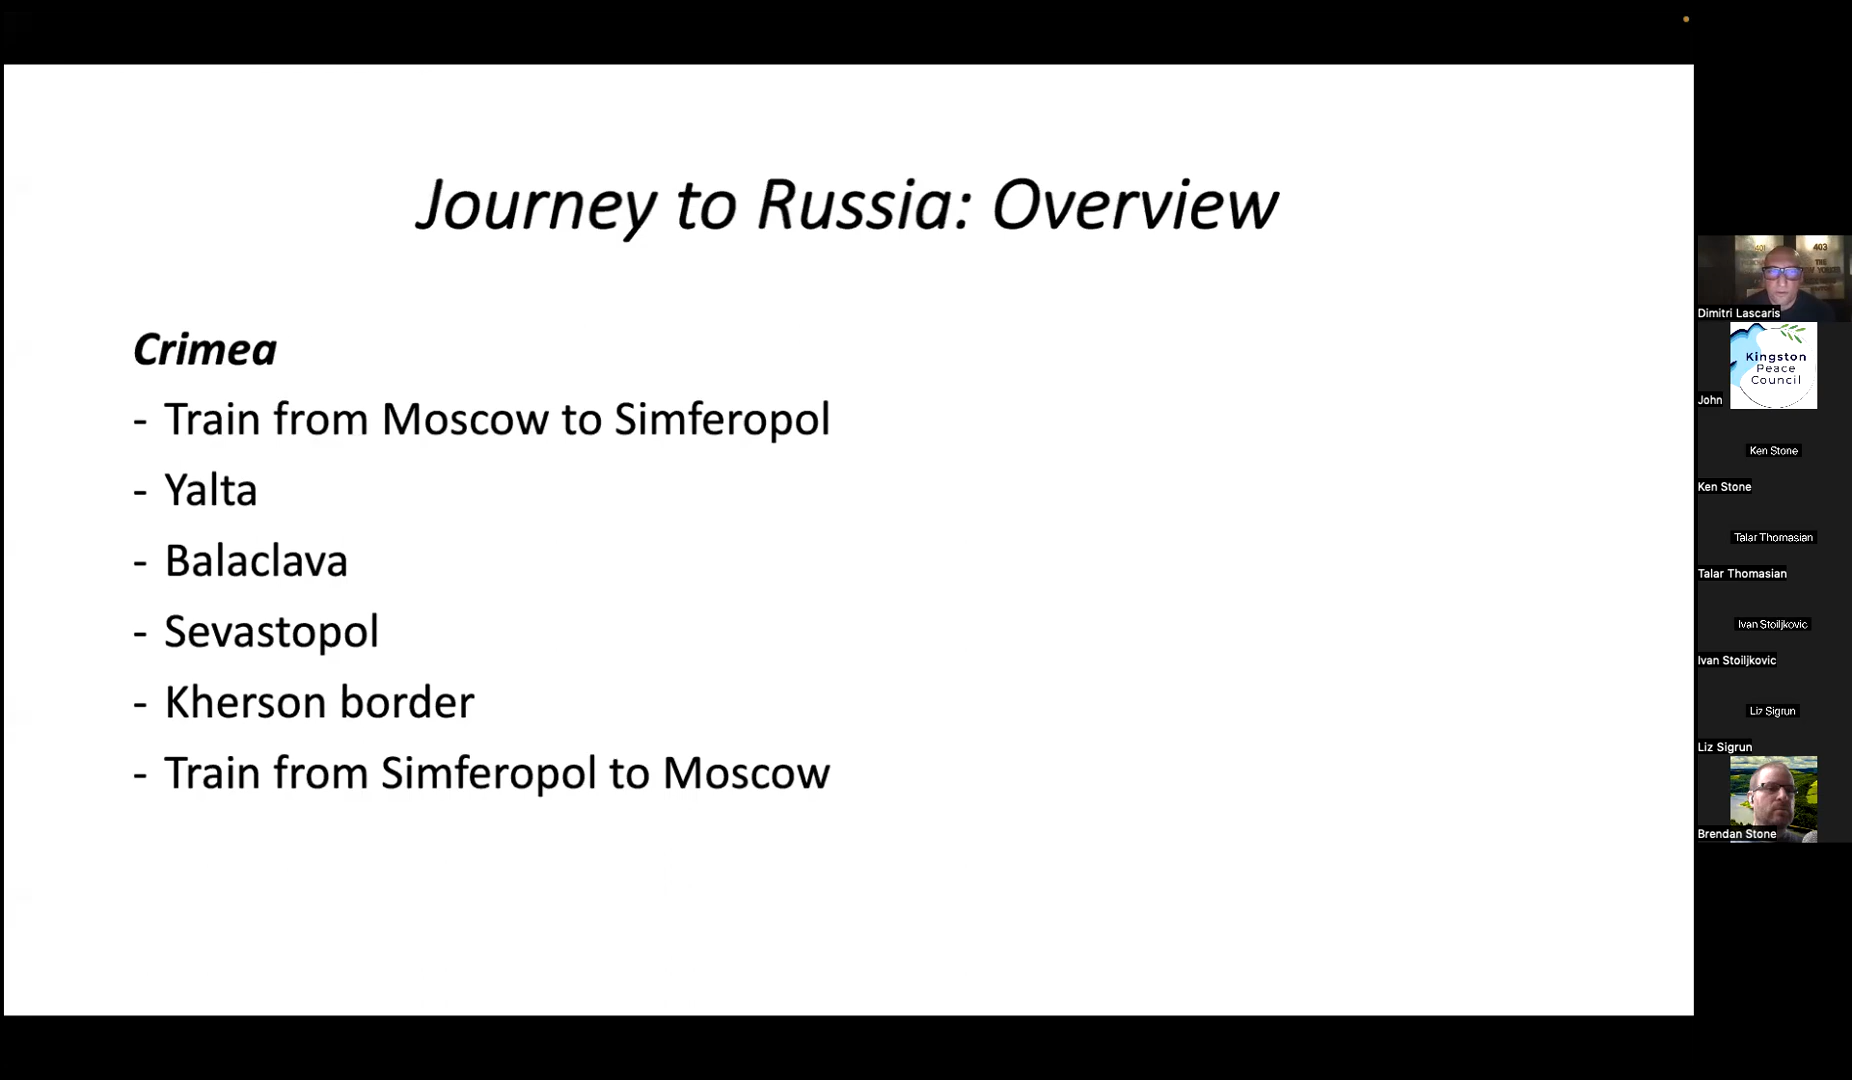 Journey to Russia: Overview
Crimea
- Train from Moscow to Simferopol
- Yalta
- Balaclava
- Sevastopol
- Kherson border
- Train from Simferopol to Moscow
403
THE
Dimitri Lascaris
Kingston
Peace
Council
John
Ken Stone
Ken Stone
Talar Thomasian
Talar Thomasian
Ivan Stoiljkovic
Ivan Stoiljkovic
Liz Sigrun
Liz Sigrun
Brendan Stone